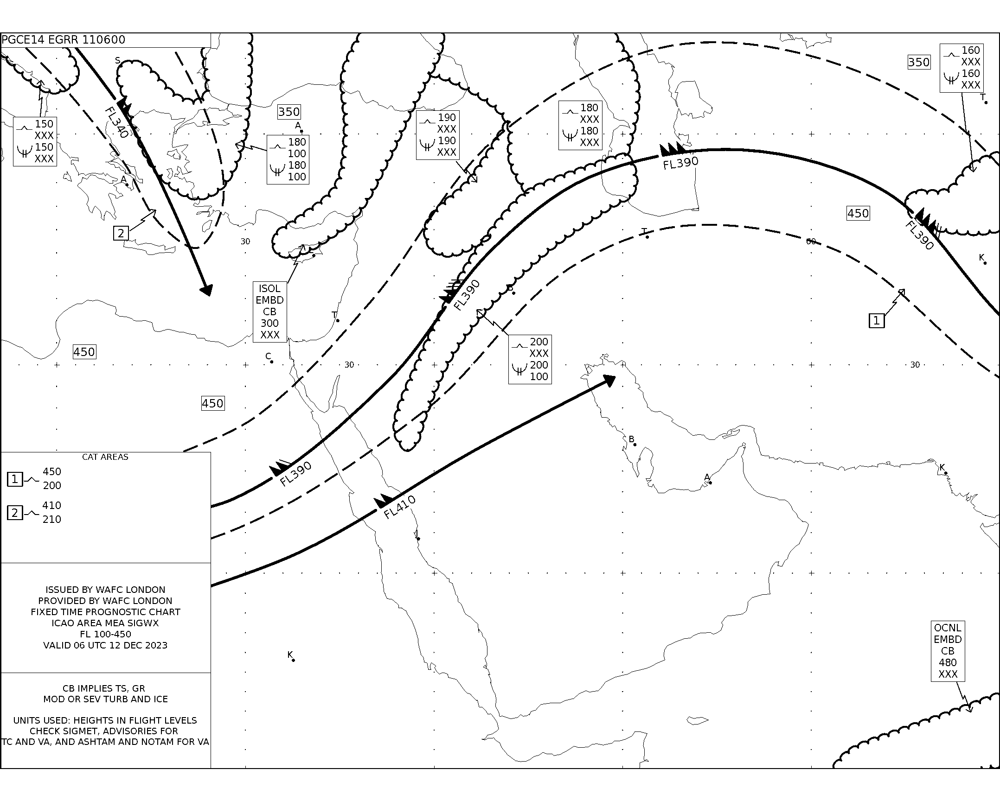 PGCE14 EGRR 110600
S
350
160
XXX
160
XXX
T
150
XXX
150
XXX
FL340
350
A
180
100
180
100
190
XXX
190
XXX
180
XXX
180
XXX
FL390
A
2
30
450
T
60
FL390
K
ISOL
EMBD
CB
300
XXX
FL390
T
1
450
C
30
200
XXX
200
100
30
450
B
CAT AREAS
1
450
200
2
410
210
FL390
K
A
FL410
J
ISSUED BY WAFC LONDON
PROVIDED BY WAFC LONDON
FIXED TIME PROGNOSTIC CHART
ICAO AREA MEA SIGWX
FL 100-450
VALID 06 UTC 12 DEC 2023
K
OCNL
EMBD
CB
480
XXX
CB IMPLIES TS, GR
MOD OR SEV TURB AND ICE
UNITS USED: HEIGHTS IN FLIGHT LEVELS
CHECK SIGMET, ADVISORIES FOR
TC AND VA, AND ASHTAM AND NOTAM FOR VA